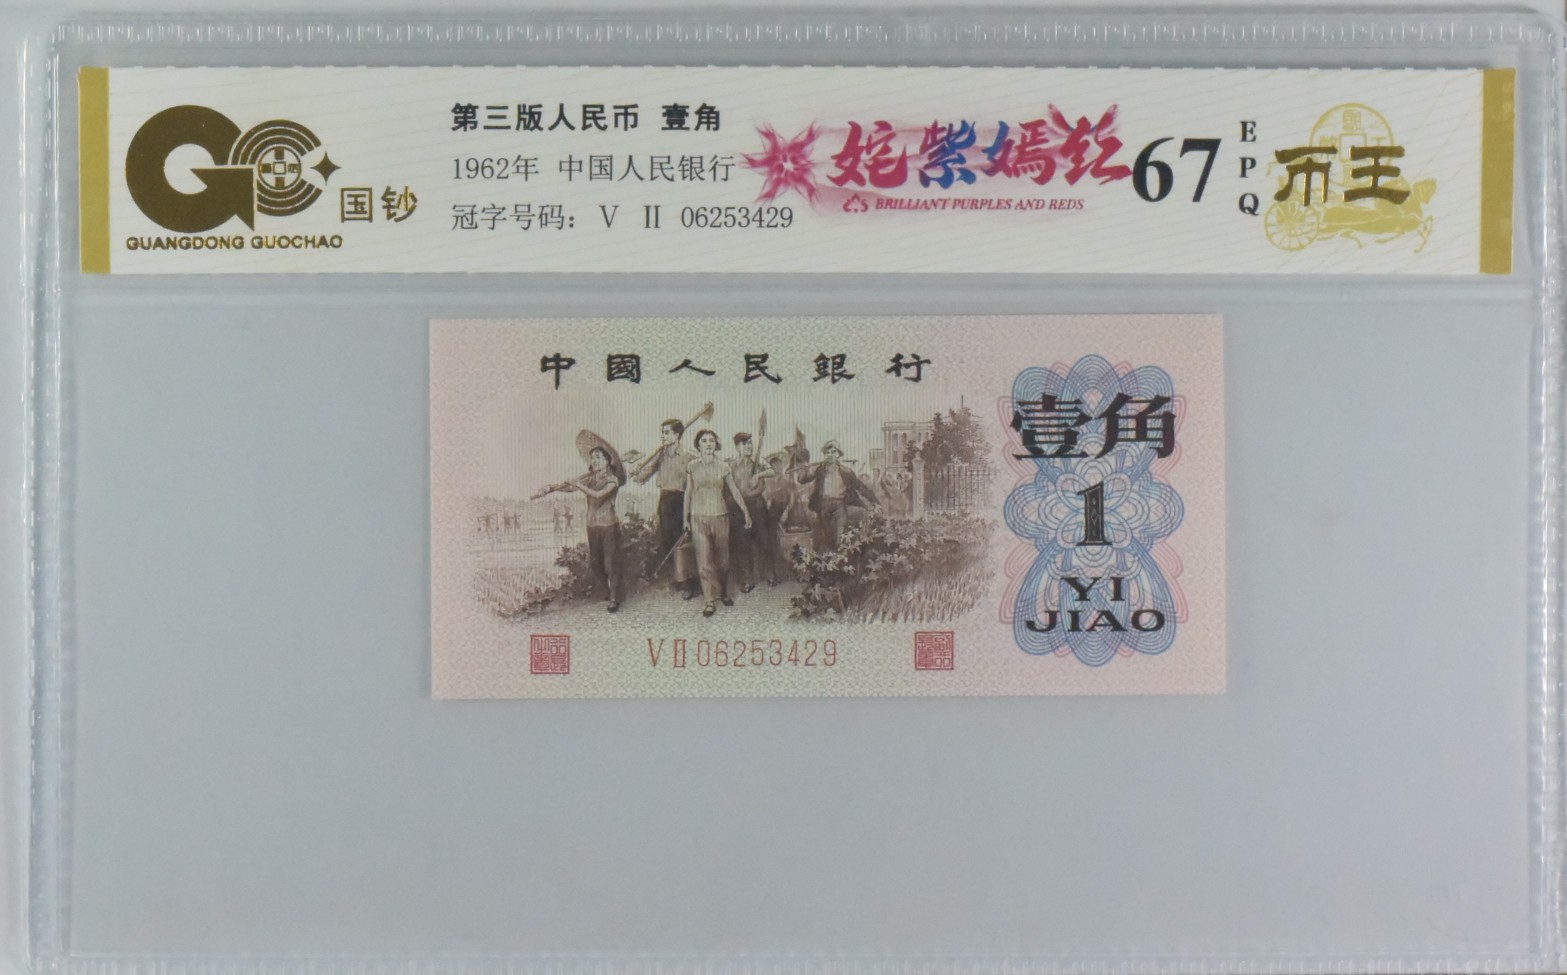 国钞
GUANGDONG GUOCHAO
第三版人民币 壹角
1962年 中国人民银行
冠字号码: V II 06253429
姹紫嫣红
BRILLIANT PURPLES AND REDS
67
EPQ
币王
中國人民銀行
壹角
1
YI
JIAO
V II 06253429